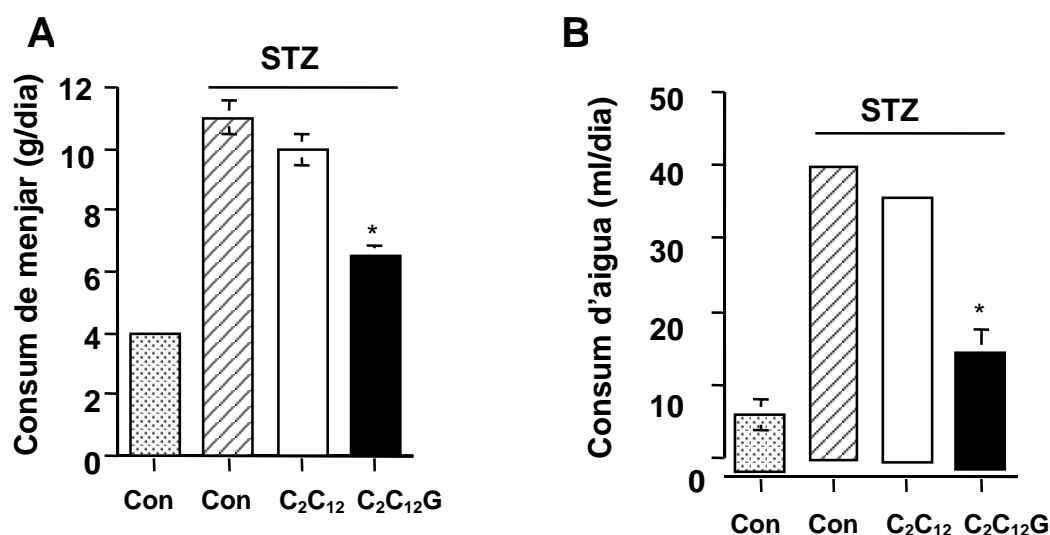 A
STZ
Consum de menjar (g/dia)
12
10
8
6
4
2
0
*
Con Con C₂C₁₂ C₂C₁₂G
B
STZ
Consum d’aigua (ml/dia)
50
40
30
20
10
0
*
Con Con C₂C₁₂ C₂C₁₂G